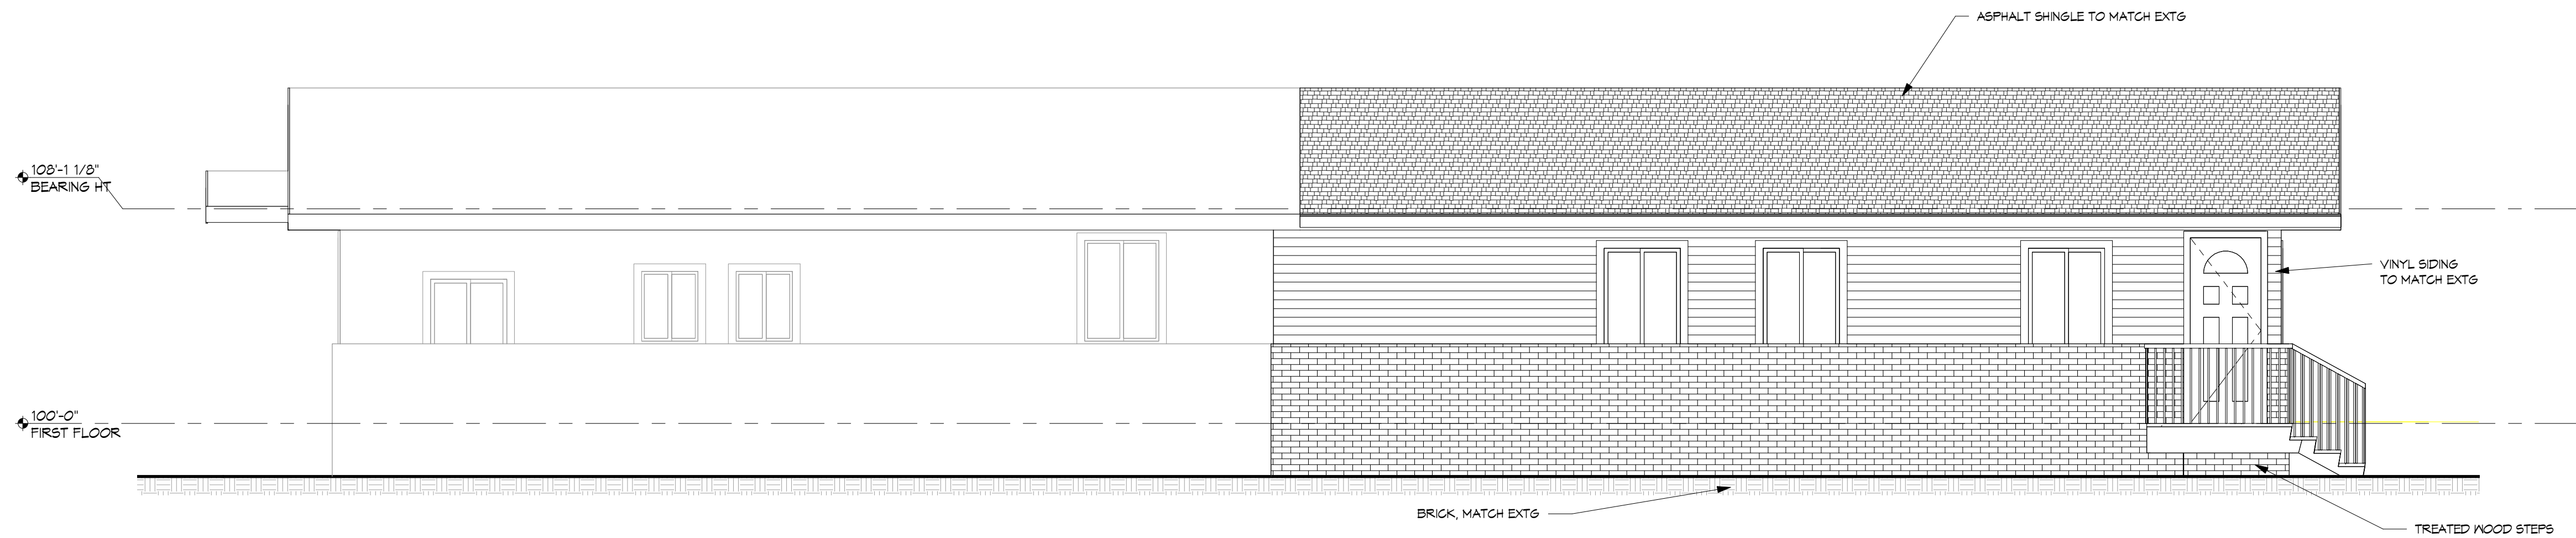 ASPHALT SHINGLE TO MATCH EXTG
108'-1 1/8"
BEARING HT
VINYL SIDING
TO MATCH EXTG
100'-0"
FIRST FLOOR
BRICK, MATCH EXTG
TREATED WOOD STEPS